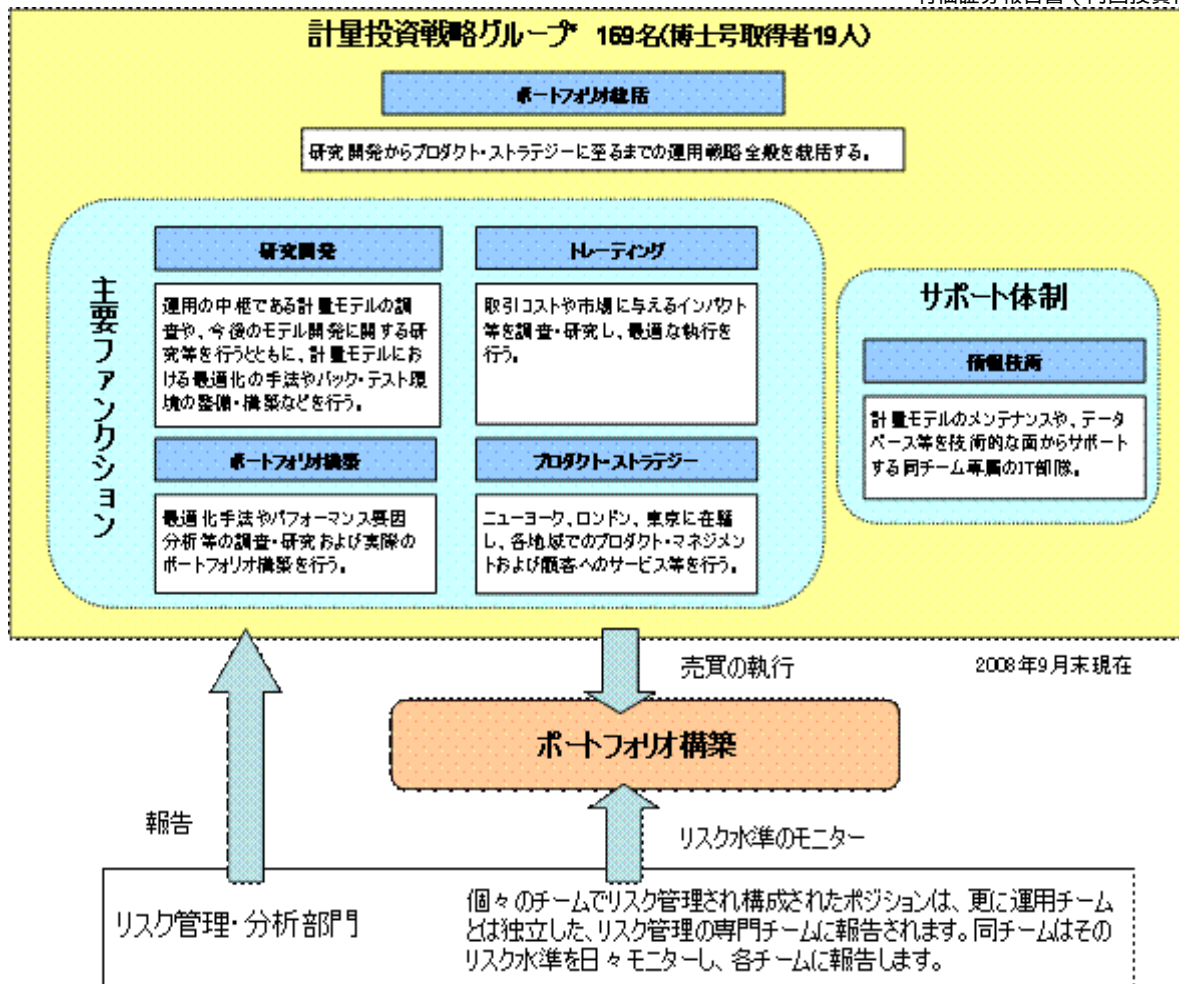 計量投資戦略グループ 169名(博士号取得者19人)
ポートフォリオ統括
研究開発からプロダクト・ストラテジーに至るまでの運用戦略全般を統括する。
主要ファンクション
研究開発
運用の中枢である計量モデルの調
査や、今後のモデル開発に関する研
究等を行うとともに、計量モデルにお
ける最適化の手法やバック・テスト環
境の整備・構築などを行う。
トレーディング
取引コストや市場に与えるインパクト
等を調査・研究し、最適な執行を
行う。
ポートフォリオ構築
最適化手法やパフォーマンス要因
分析等の調査・研究および実際の
ポートフォリオ構築を行う。
プロダクト・ストラテジー
ニューヨーク、ロンドン、東京に在籍
し、各地域でのプロダクト・マネジメン
トおよび顧客へのサービス等を行う。
サポート体制
情報技術
計量モデルのメンテナンスや、データ
ベース等を技術的な面からサポート
する同チーム専属のIT部隊。
売買の執行
2008年9月末現在
ポートフォリオ構築
報告
リスク水準のモニター
リスク管理・分析部門
個々のチームでリスク管理され構成されたポジションは、更に運用チーム
とは独立した、リスク管理の専門チームに報告されます。同チームはその
リスク水準を日々モニターし、各チームに報告します。